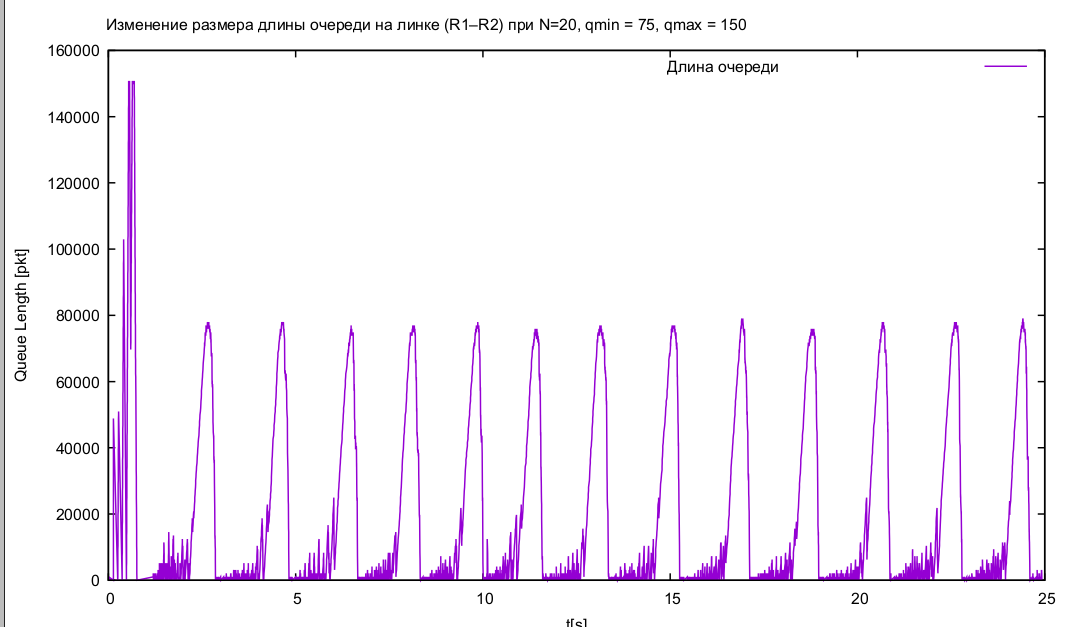 Изменение размера длины очереди на линке (R1–R2) при N=20, qmin = 75, qmax = 150
Длина очереди
160000
140000
120000
100000
80000
60000
40000
20000
0
Queue Length [pkt]
0 5 10 15 20 25
t[s]